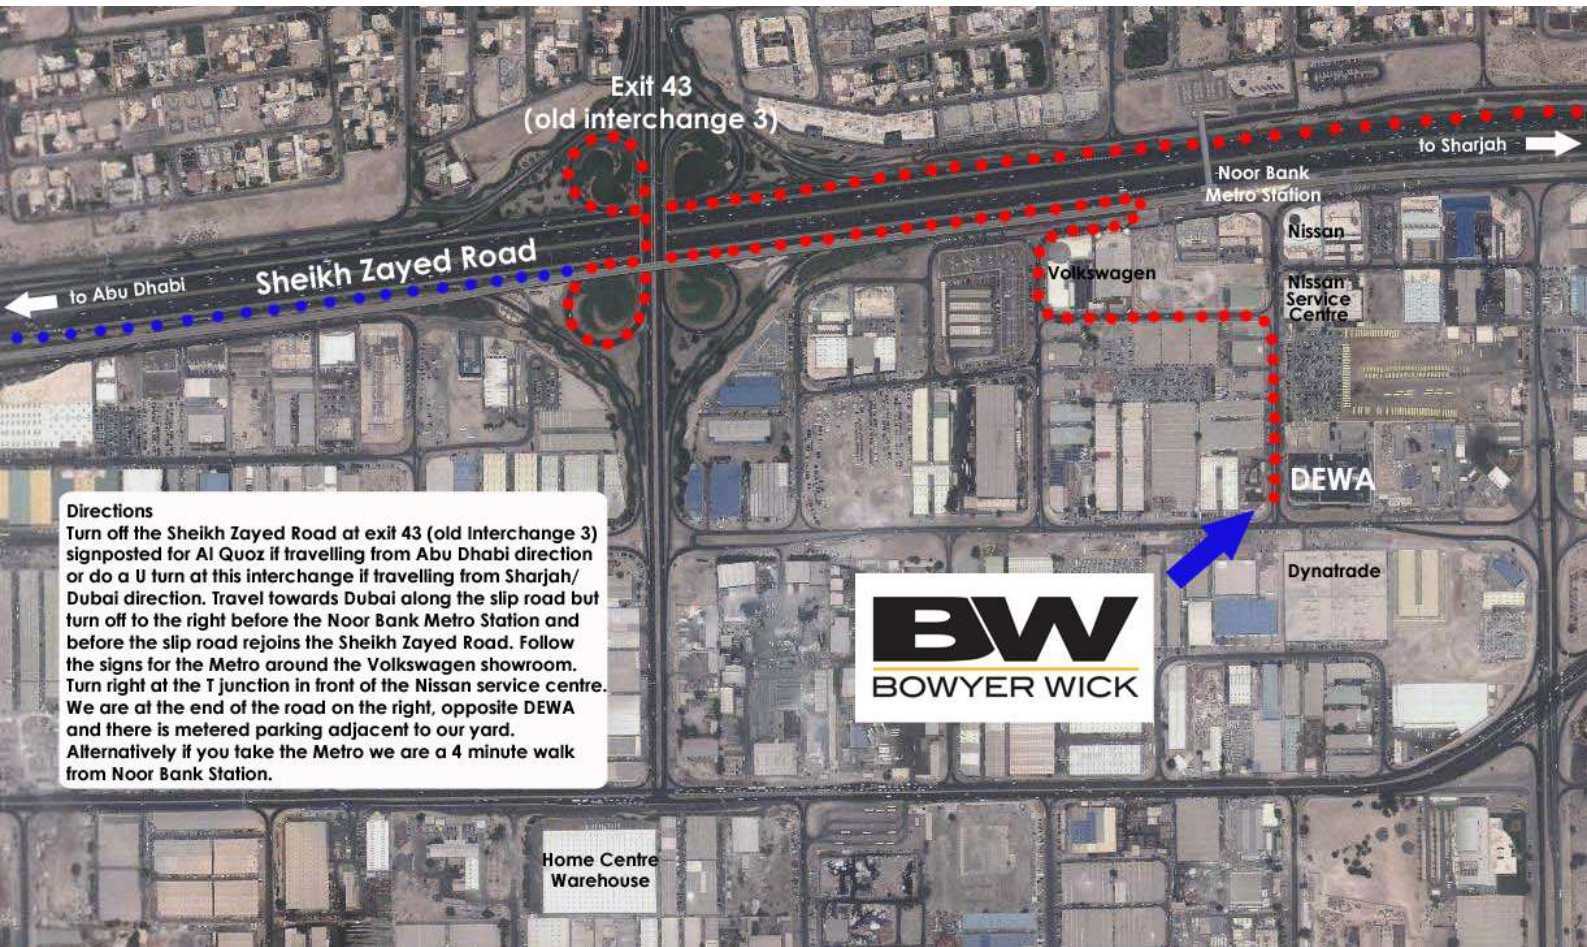 Exit 43
(old interchange 3)
to Sharjah
Noor Bank
Metro Station
Nissan
Sheikh Zayed Road
to Abu Dhabi
Volkswagen
Nissan
Service
Centre
DEWA
Directions
Turn off the Sheikh Zayed Road at exit 43 (old Interchange 3)
signposted for Al Quoz if travelling from Abu Dhabi direction
or do a U turn at this interchange if travelling from Sharjah/
Dubai direction. Travel towards Dubai along the slip road but
turn off to the right before the Noor Bank Metro Station and
before the slip road rejoins the Sheikh Zayed Road. Follow
the signs for the Metro around the Volkswagen showroom.
Turn right at the T junction in front of the Nissan service centre.
We are at the end of the road on the right, opposite DEWA
and there is metered parking adjacent to our yard.
Alternatively if you take the Metro we are a 4 minute walk
from Noor Bank Station.
Dynatrade
BW
BOWYER WICK
Home Centre
Warehouse